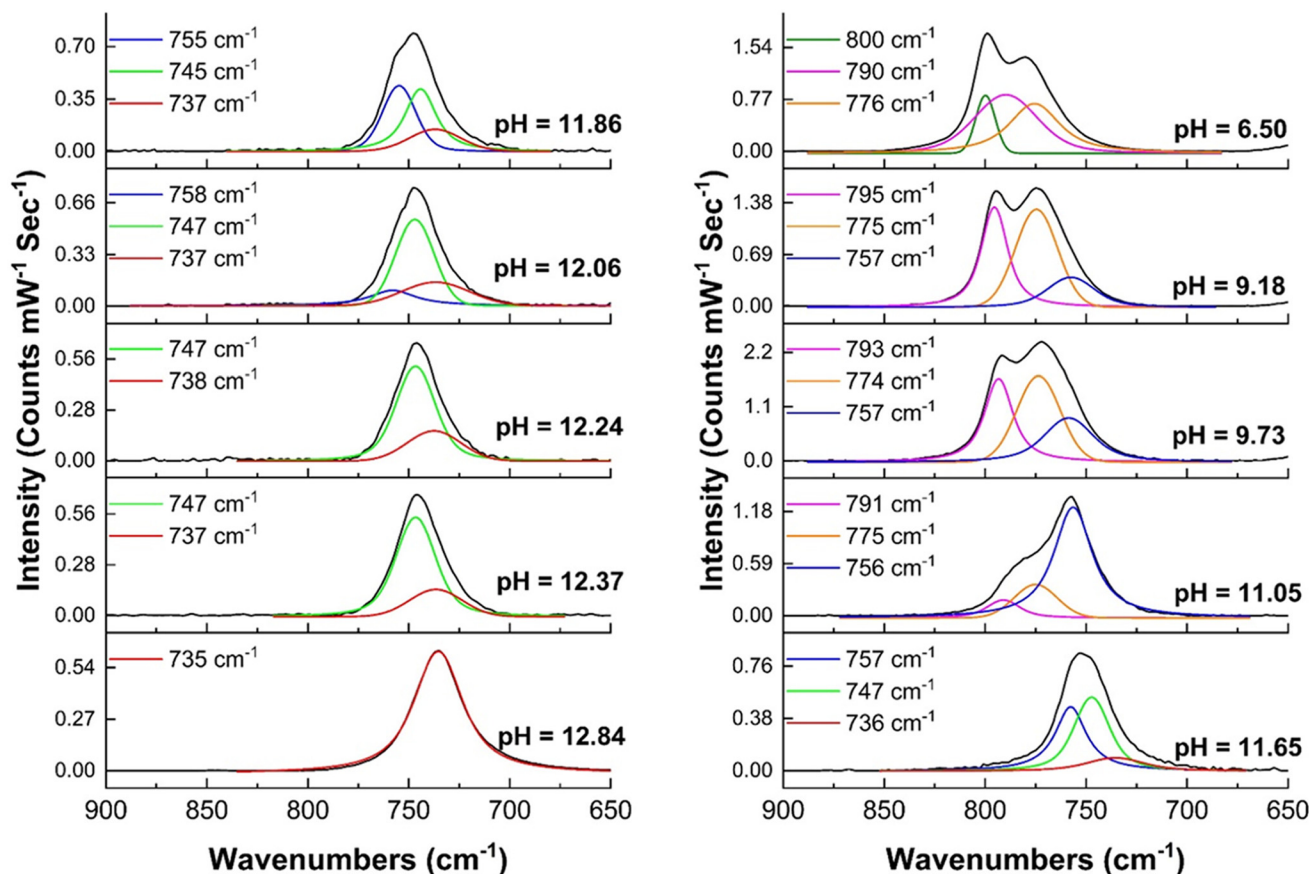 Intensity (Counts mW⁻¹ Sec⁻¹)
0.70
0.35
0.00
755 cm⁻¹
745 cm⁻¹
737 cm⁻¹
pH = 11.86
0.66
0.33
0.00
758 cm⁻¹
747 cm⁻¹
737 cm⁻¹
pH = 12.06
0.56
0.28
0.00
747 cm⁻¹
738 cm⁻¹
pH = 12.24
0.56
0.28
0.00
747 cm⁻¹
737 cm⁻¹
pH = 12.37
0.54
0.27
0.00
735 cm⁻¹
pH = 12.84
900 850 800 750 700 650
Wavenumbers (cm⁻¹)
Intensity (Counts mW⁻¹ Sec⁻¹)
1.54
0.77
0.00
800 cm⁻¹
790 cm⁻¹
776 cm⁻¹
pH = 6.50
1.38
0.69
0.00
795 cm⁻¹
775 cm⁻¹
757 cm⁻¹
pH = 9.18
2.2
1.1
0.0
793 cm⁻¹
774 cm⁻¹
757 cm⁻¹
pH = 9.73
1.18
0.59
0.00
791 cm⁻¹
775 cm⁻¹
756 cm⁻¹
pH = 11.05
0.76
0.38
0.00
757 cm⁻¹
747 cm⁻¹
736 cm⁻¹
pH = 11.65
900 850 800 750 700 650
Wavenumbers (cm⁻¹)